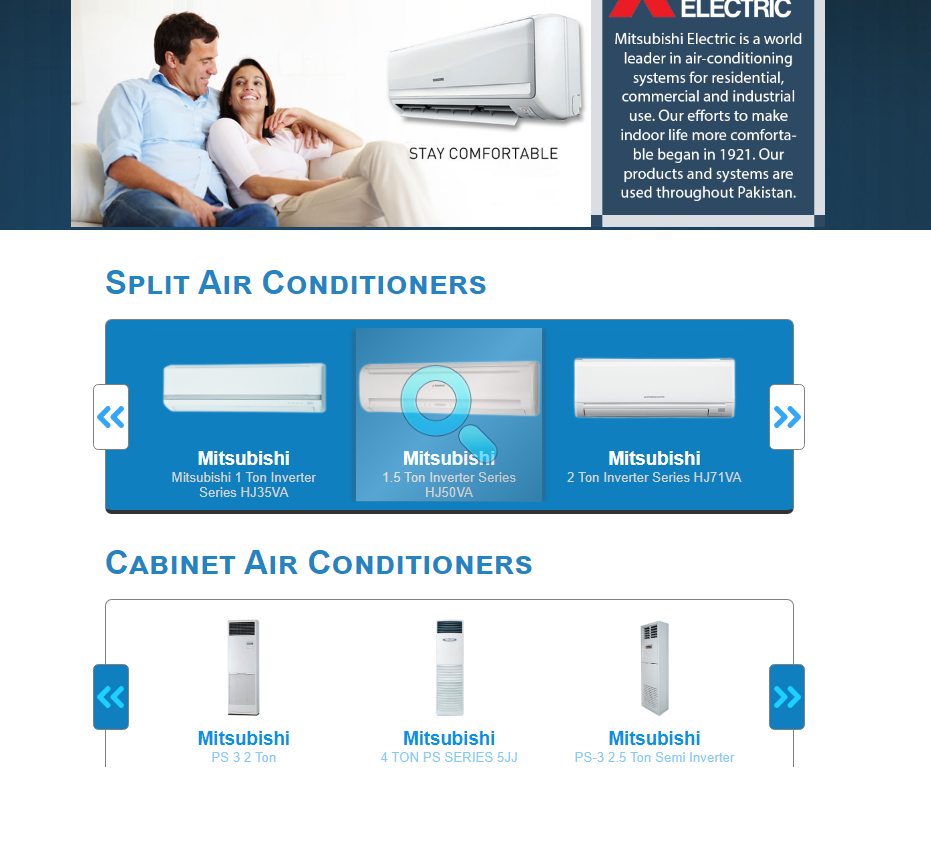 ELECTRIC
Mitsubishi Electric is a world
leader in air-conditioning
systems for residential,
commercial and industrial
use. Our efforts to make
indoor life more comforta-
ble began in 1921. Our
products and systems are
used throughout Pakistan.
STAY COMFORTABLE
SPLIT AIR CONDITIONERS
Mitsubishi
Mitsubishi 1 Ton Inverter
Series HJ35VA
Mitsubishi
1.5 Ton Inverter Series
HJ50VA
Mitsubishi
2 Ton Inverter Series HJ71VA
CABINET AIR CONDITIONERS
Mitsubishi
PS 3 2 Ton
Mitsubishi
4 TON PS SERIES 5JJ
Mitsubishi
PS-3 2.5 Ton Semi Inverter